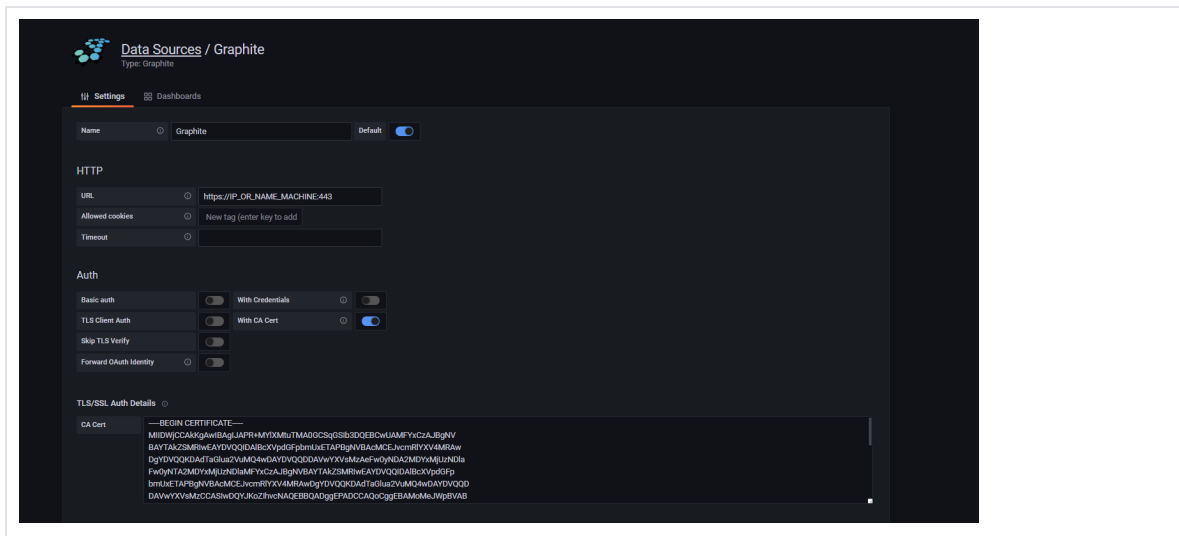 Data Sources / Graphite
Type: Graphite
Settings Dashboards
Name Graphite Default
HTTP
URL https://IP_OR_NAME_MACHINE:443
Allowed cookies New tag (enter key to add
Timeout
Auth
Basic auth With Credentials
TLS Client Auth With CA Cert
Skip TLS Verify
Forward OAuth Identity
TLS/SSL Auth Details
CA Cert
-----BEGIN CERTIFICATE-----
MIIDWjCCAkKgAwIBAgIJAPR+MYlXMtuTMA0GCSqGSIb3DQEBCwUAMFYxCzAJBgNV
BAYTAkZSMRIwEAYDVQQIDAlBcXVpdGFpbmUxETAPBgNVBAcMCEJvcmRlYXV4MRAw
DgYDVQQKDAdTaGlua2VuMQ4wDAYDVQQDDAVwYXVsMzAeFw0yNDA2MDYxMjUzNDla
Fw0yNTA2MDYxMjUzNDlaMFYxCzAJBgNVBAYTAkZSMRIwEAYDVQQIDAlBcXVpdGFp
bmUxETAPBgNVBAcMCEJvcmRlYXV4MRAwDgYDVQQKDAdTaGlua2VuMQ4wDAYDVQQD
DAVwYXVsMzCCASIwDQYJKoZIhvcNAQEBBQADggEPADCCAQoCggEBAMoMeJWpBVAB